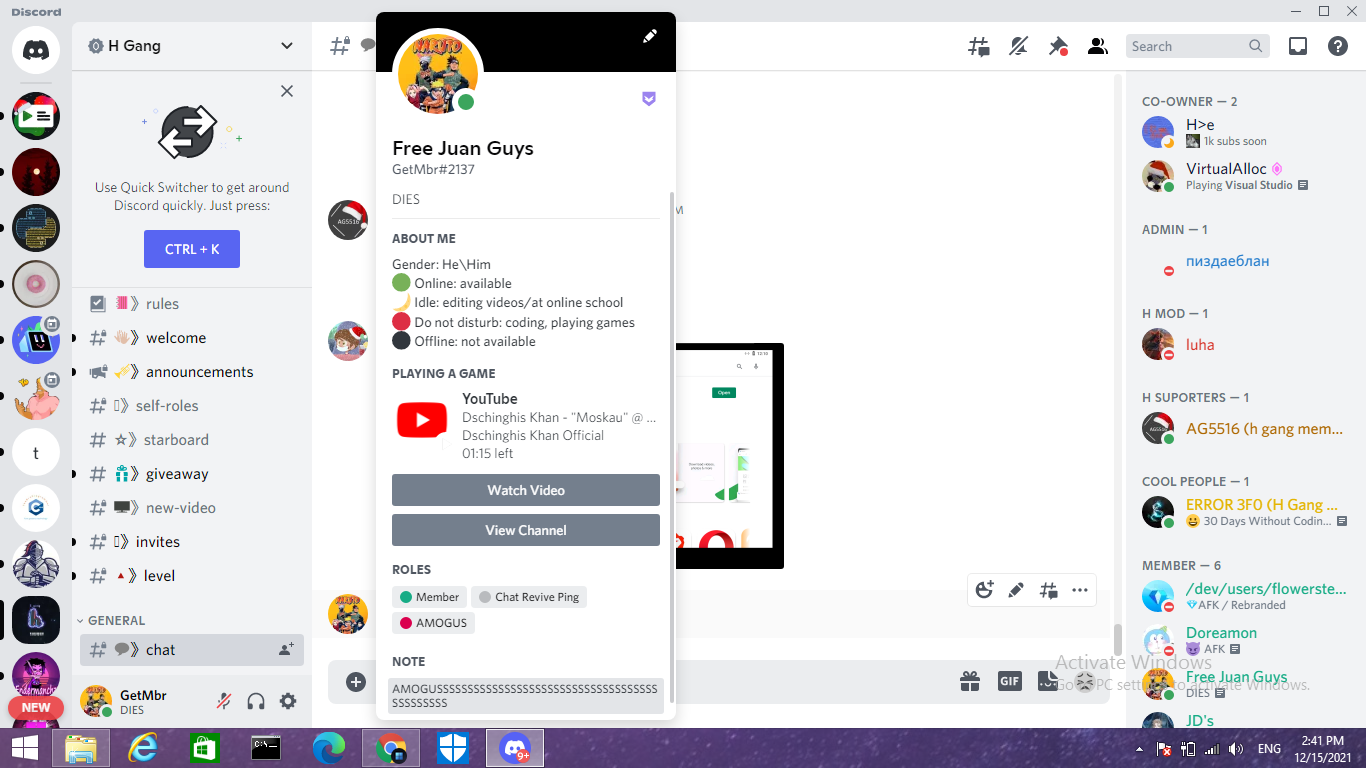 Discord
H Gang
Use Quick Switcher to get around
Discord quickly. Just press:
CTRL + K
rules
welcome
announcements
self-roles
starboard
giveaway
new-video
invites
level
GENERAL
chat
GetMbr
DIES
NEW
t
Endermanch
NARUTO
Free Juan Guys
GetMbr#2137
DIES
ABOUT ME
Gender: He\Him
Online: available
Idle: editing videos/at online school
Do not disturb: coding, playing games
Offline: not available
PLAYING A GAME
YouTube
Dschinghis Khan - "Moskau" @ ...
Dschinghis Khan Official
01:15 left
Watch Video
View Channel
ROLES
Member
Chat Revive Ping
AMOGUS
NOTE
AMOGUSSSSSSSSSSSSSSSSSSSSSSSSSSSSSSSSSSSSS
SSSSSSSSS
AG5516
M
Open
GIF
Search
CO-OWNER — 2
H>e
1k subs soon
VirtualAlloc
Playing Visual Studio
ADMIN — 1
пиздаеблан
H MOD — 1
luha
H SUPORTERS — 1
AG5516 (h gang mem...
COOL PEOPLE — 1
ERROR 3F0 (H Gang ...
30 Days Without Codin...
MEMBER — 6
/dev/users/flowerste...
AFK / Rebranded
Doreamon
AFK
Free Juan Guys
DIES
JD's
Activate Windows
Go to PC settings to activate Windows.
9+
ENG
2:41 PM
12/15/2021